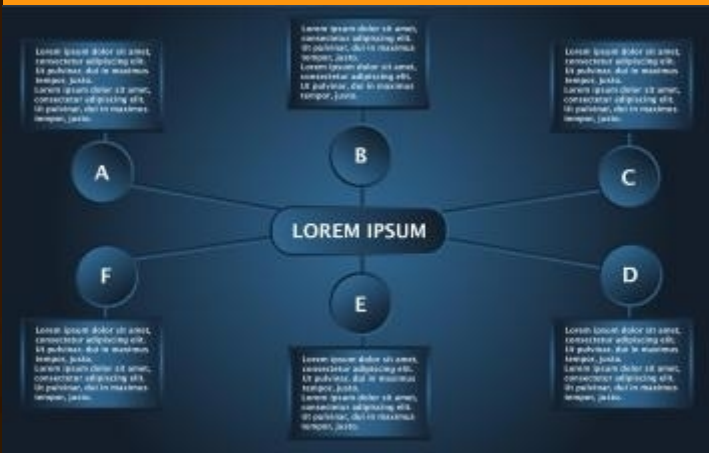 Lorem ipsum dolor sit amet,
consectetur adipiscing elit.
Ut pulvinar, dui in maximus
tempor, justo.
Lorem ipsum dolor sit amet,
consectetur adipiscing elit.
Ut pulvinar, dui in maximus
tempor, justo.
A
Lorem ipsum dolor sit amet,
consectetur adipiscing elit.
Ut pulvinar, dui in maximus
tempor, justo.
Lorem ipsum dolor sit amet,
consectetur adipiscing elit.
Ut pulvinar, dui in maximus
tempor, justo.
B
Lorem ipsum dolor sit amet,
consectetur adipiscing elit.
Ut pulvinar, dui in maximus
tempor, justo.
Lorem ipsum dolor sit amet,
consectetur adipiscing elit.
Ut pulvinar, dui in maximus
tempor, justo.
C
LOREM IPSUM
F
Lorem ipsum dolor sit amet,
consectetur adipiscing elit.
Ut pulvinar, dui in maximus
tempor, justo.
Lorem ipsum dolor sit amet,
consectetur adipiscing elit.
Ut pulvinar, dui in maximus
tempor, justo.
E
Lorem ipsum dolor sit amet,
consectetur adipiscing elit.
Ut pulvinar, dui in maximus
tempor, justo.
Lorem ipsum dolor sit amet,
consectetur adipiscing elit.
Ut pulvinar, dui in maximus
tempor, justo.
D
Lorem ipsum dolor sit amet,
consectetur adipiscing elit.
Ut pulvinar, dui in maximus
tempor, justo.
Lorem ipsum dolor sit amet,
consectetur adipiscing elit.
Ut pulvinar, dui in maximus
tempor, justo.